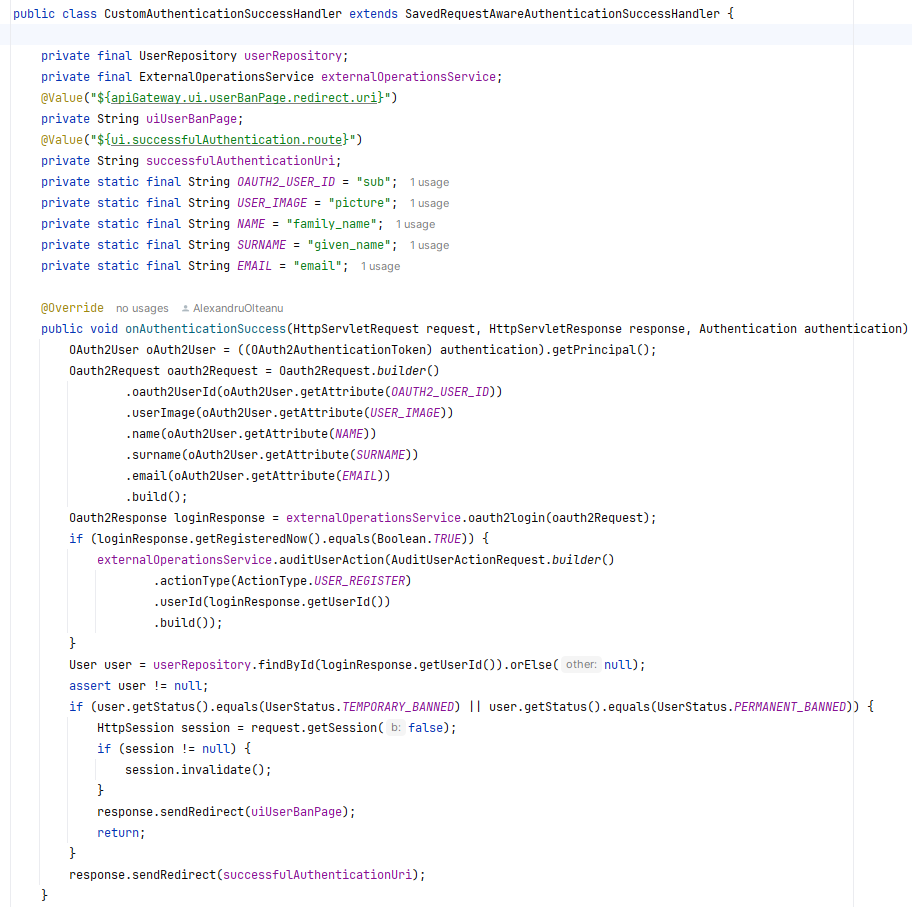 public class CustomAuthenticationSuccessHandler extends SavedRequestAwareAuthenticationSuccessHandler {
private final UserRepository userRepository;
private final ExternalOperationsService externalOperationsService;
@Value("${apiGateway.ui.userBanPage.redirect.uri}")
private String uiUserBanPage;
@Value("${ui.successfulAuthentication.route}")
private String successfulAuthenticationUri;
private static final String OAUTH2_USER_ID = "sub"; 1 usage
private static final String USER_IMAGE = "picture"; 1 usage
private static final String NAME = "family_name"; 1 usage
private static final String SURNAME = "given_name"; 1 usage
private static final String EMAIL = "email"; 1 usage
@Override no usages AlexandruOlteanu
public void onAuthenticationSuccess(HttpServletRequest request, HttpServletResponse response, Authentication authentication)
OAuth2User oAuth2User = ((OAuth2AuthenticationToken) authentication).getPrincipal();
Oauth2Request oauth2Request = Oauth2Request.builder()
.oauth2UserId(oAuth2User.getAttribute(OAUTH2_USER_ID))
.userImage(oAuth2User.getAttribute(USER_IMAGE))
.name(oAuth2User.getAttribute(NAME))
.surname(oAuth2User.getAttribute(SURNAME))
.email(oAuth2User.getAttribute(EMAIL))
.build();
Oauth2Response loginResponse = externalOperationsService.oauth2login(oauth2Request);
if (loginResponse.getRegisteredNow().equals(Boolean.TRUE)) {
externalOperationsService.auditUserAction(AuditUserActionRequest.builder()
.actionType(ActionType.USER_REGISTER)
.userId(loginResponse.getUserId())
.build());
}
User user = userRepository.findById(loginResponse.getUserId()).orElse( other: null);
assert user != null;
if (user.getStatus().equals(UserStatus.TEMPORARY_BANNED) || user.getStatus().equals(UserStatus.PERMANENT_BANNED)) {
HttpSession session = request.getSession( b: false);
if (session != null) {
session.invalidate();
}
response.sendRedirect(uiUserBanPage);
return;
}
response.sendRedirect(successfulAuthenticationUri);
}